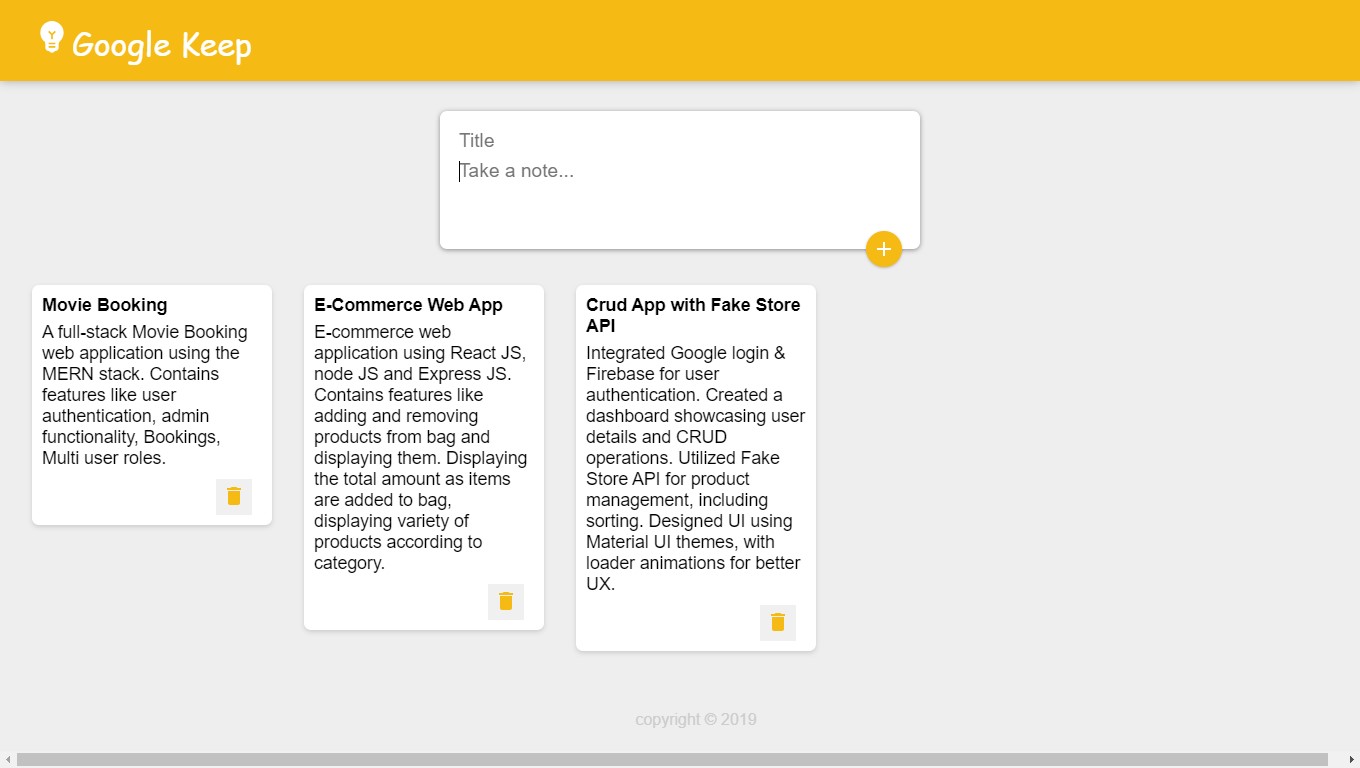 Google Keep
Title
Take a note...
Movie Booking
A full-stack Movie Booking
web application using the
MERN stack. Contains
features like user
authentication, admin
functionality, Bookings,
Multi user roles.
E-Commerce Web App
E-commerce web
application using React JS,
node JS and Express JS.
Contains features like
adding and removing
products from bag and
displaying them. Displaying
the total amount as items
are added to bag,
displaying variety of
products according to
category.
Crud App with Fake Store
API
Integrated Google login &
Firebase for user
authentication. Created a
dashboard showcasing user
details and CRUD
operations. Utilized Fake
Store API for product
management, including
sorting. Designed UI using
Material UI themes, with
loader animations for better
UX.
copyright © 2019